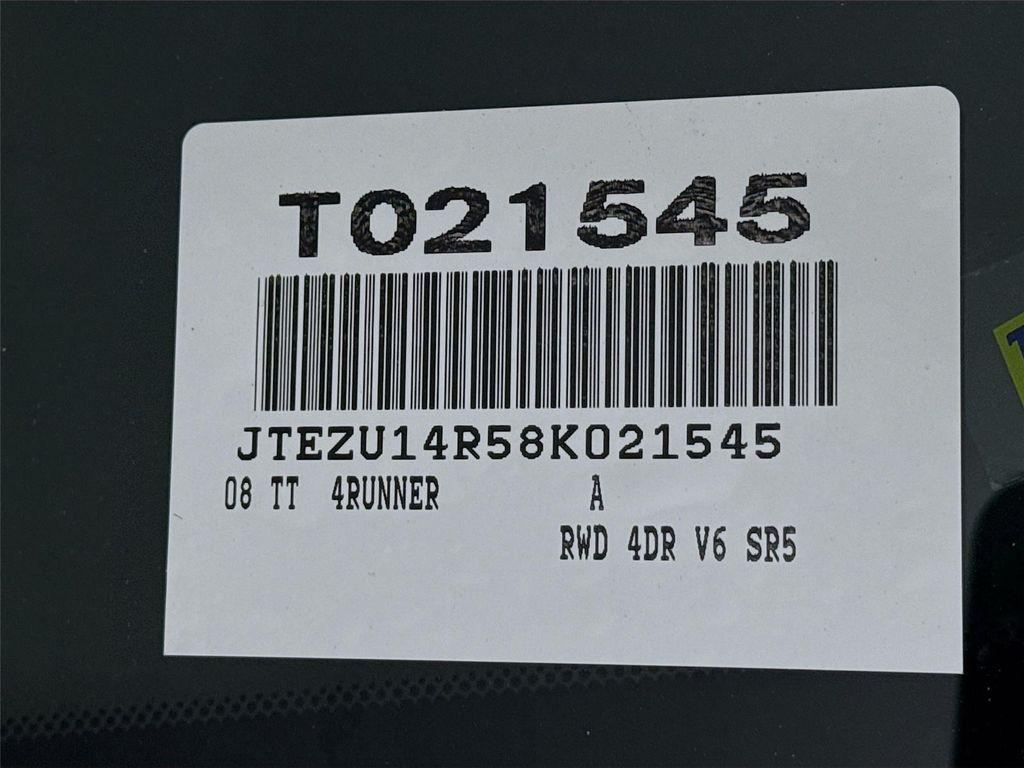 T021545
JTEZU14R58K021545
08 TT 4RUNNER A
RWD 4DR V6 SR5